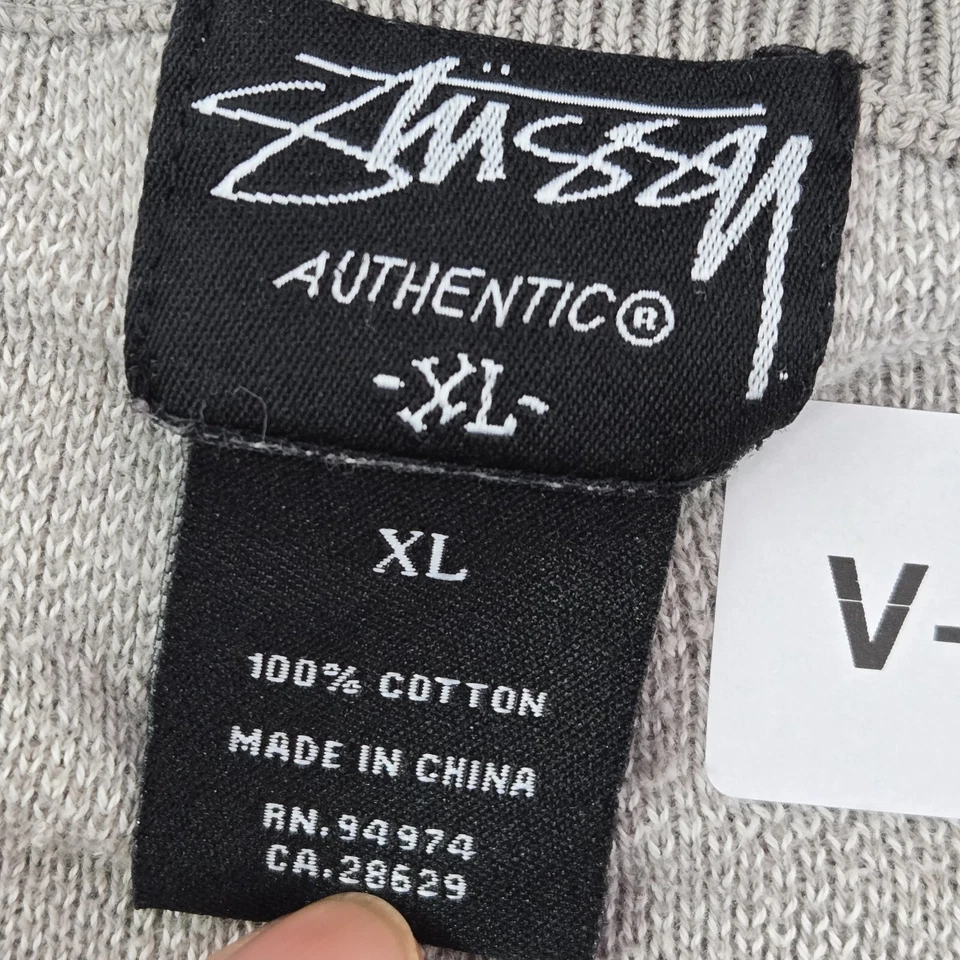 Stüssy
AUTHENTIC®
-XL-
XL
100% COTTON
MADE IN CHINA
RN.94974
CA.28629
V-